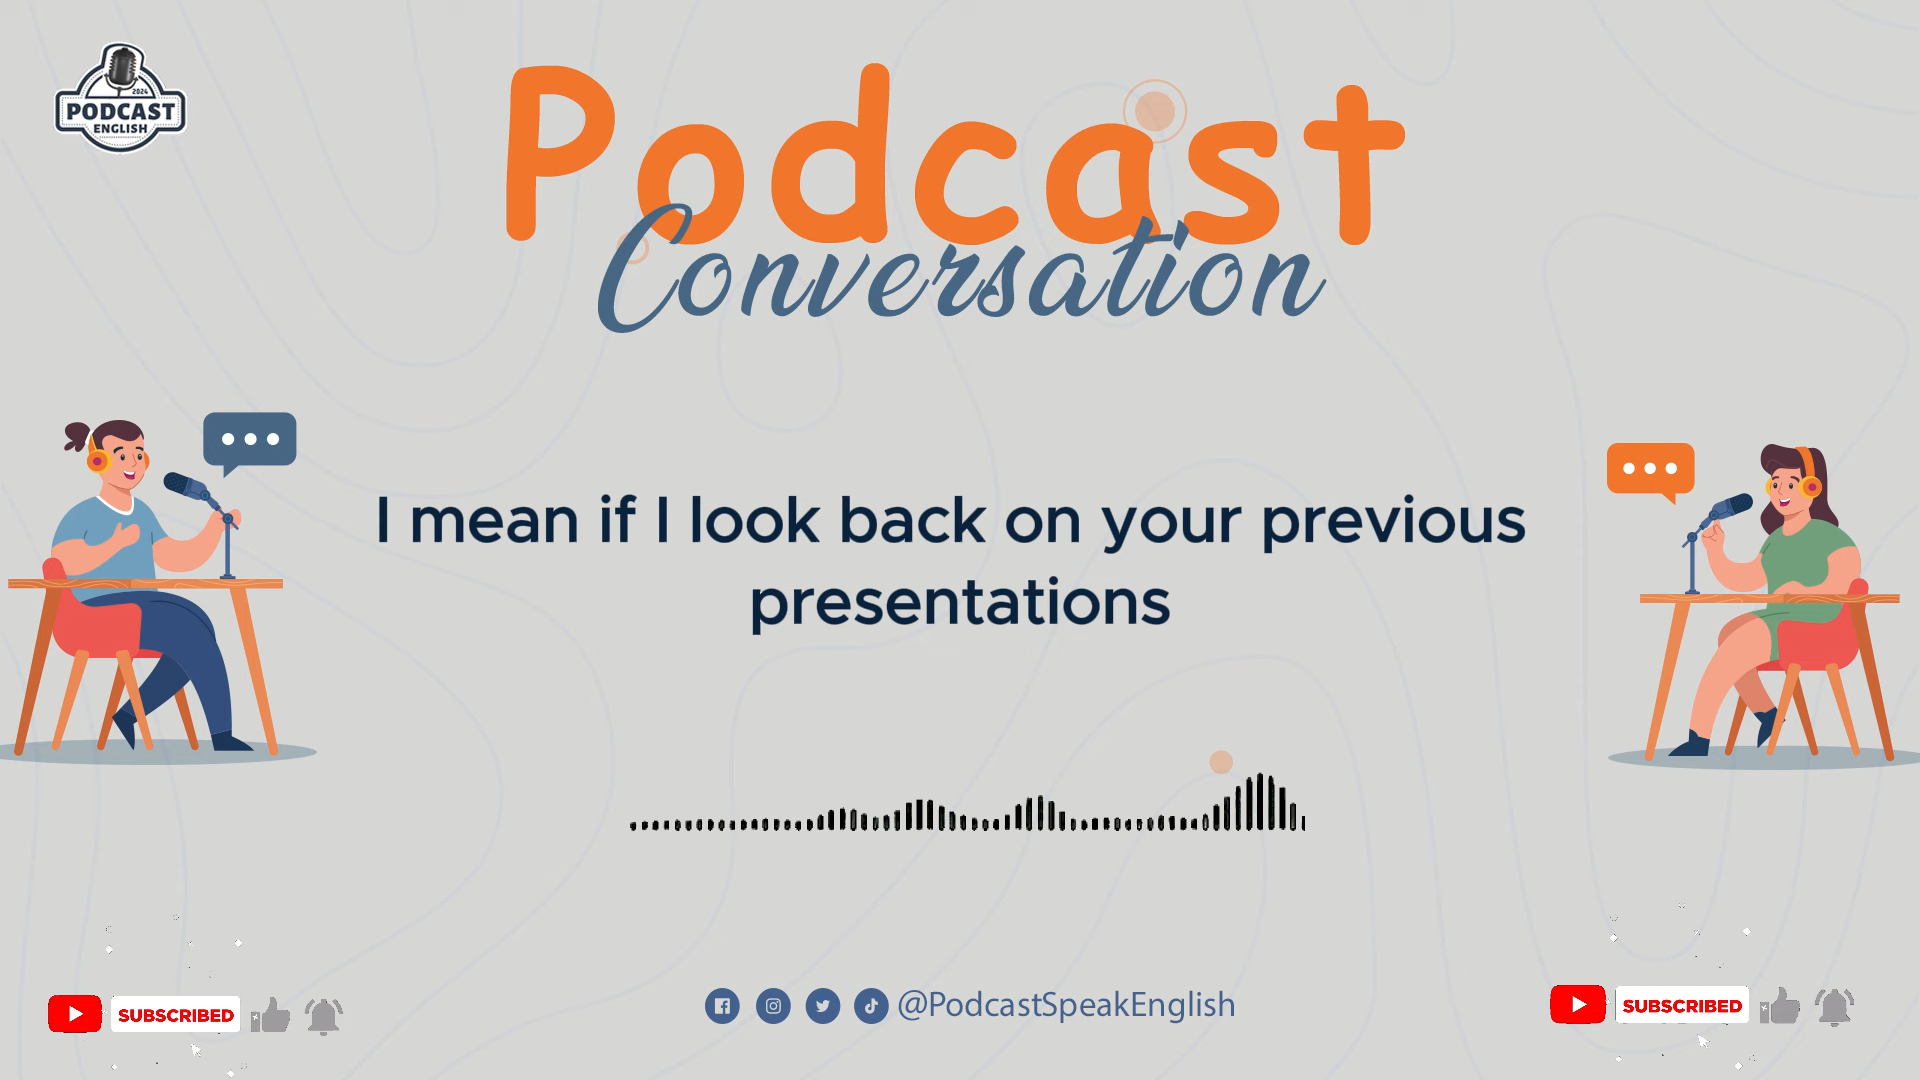 2024
PODCAST
ENGLISH
Podcast
Conversation
I mean if I look back on your previous
presentations
SUBSCRIBED
@PodcastSpeakEnglish
SUBSCRIBED